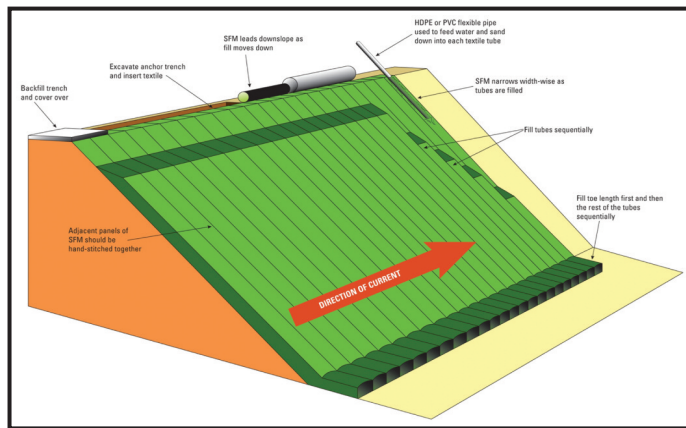 HDPE or PVC flexible pipe
used to feed water and sand
down into each textile tube
SFM leads downslope as
fill moves down
Excavate anchor trench
and insert textile
Backfill trench
and cover over
SFM narrows width-wise as
tubes are filled
Fill tubes sequentially
Fill toe length first and then
the rest of the tubes
sequentially
Adjacent panels of
SFM should be
hand-stitched together
DIRECTION OF CURRENT